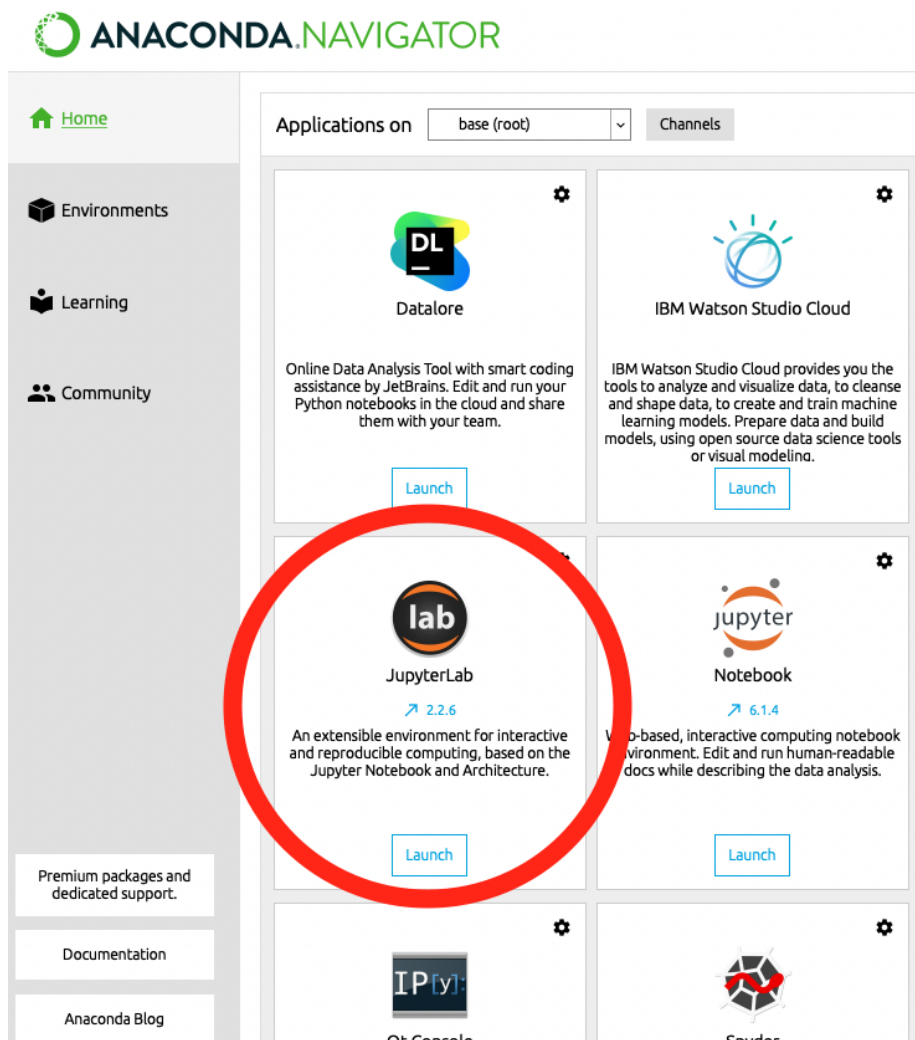 ANACONDA.NAVIGATOR
Home
Environments
Learning
Community
Premium packages and
dedicated support.
Documentation
Anaconda Blog
Applications on
base (root)
Channels
DL
Datalore
Online Data Analysis Tool with smart coding
assistance by JetBrains. Edit and run your
Python notebooks in the cloud and share
them with your team.
Launch
IBM Watson Studio Cloud
IBM Watson Studio Cloud provides you the
tools to analyze and visualize data, to cleanse
and shape data, to create and train machine
learning models. Prepare data and build
models, using open source data science tools
or visual modeling.
Launch
lab
JupyterLab
2.2.6
An extensible environment for interactive
and reproducible computing, based on the
Jupyter Notebook and Architecture.
Launch
jupyter
Notebook
6.1.4
computing notebook
Edit and run human-readable
docs while describing the data analysis.
Launch
IP[y]: